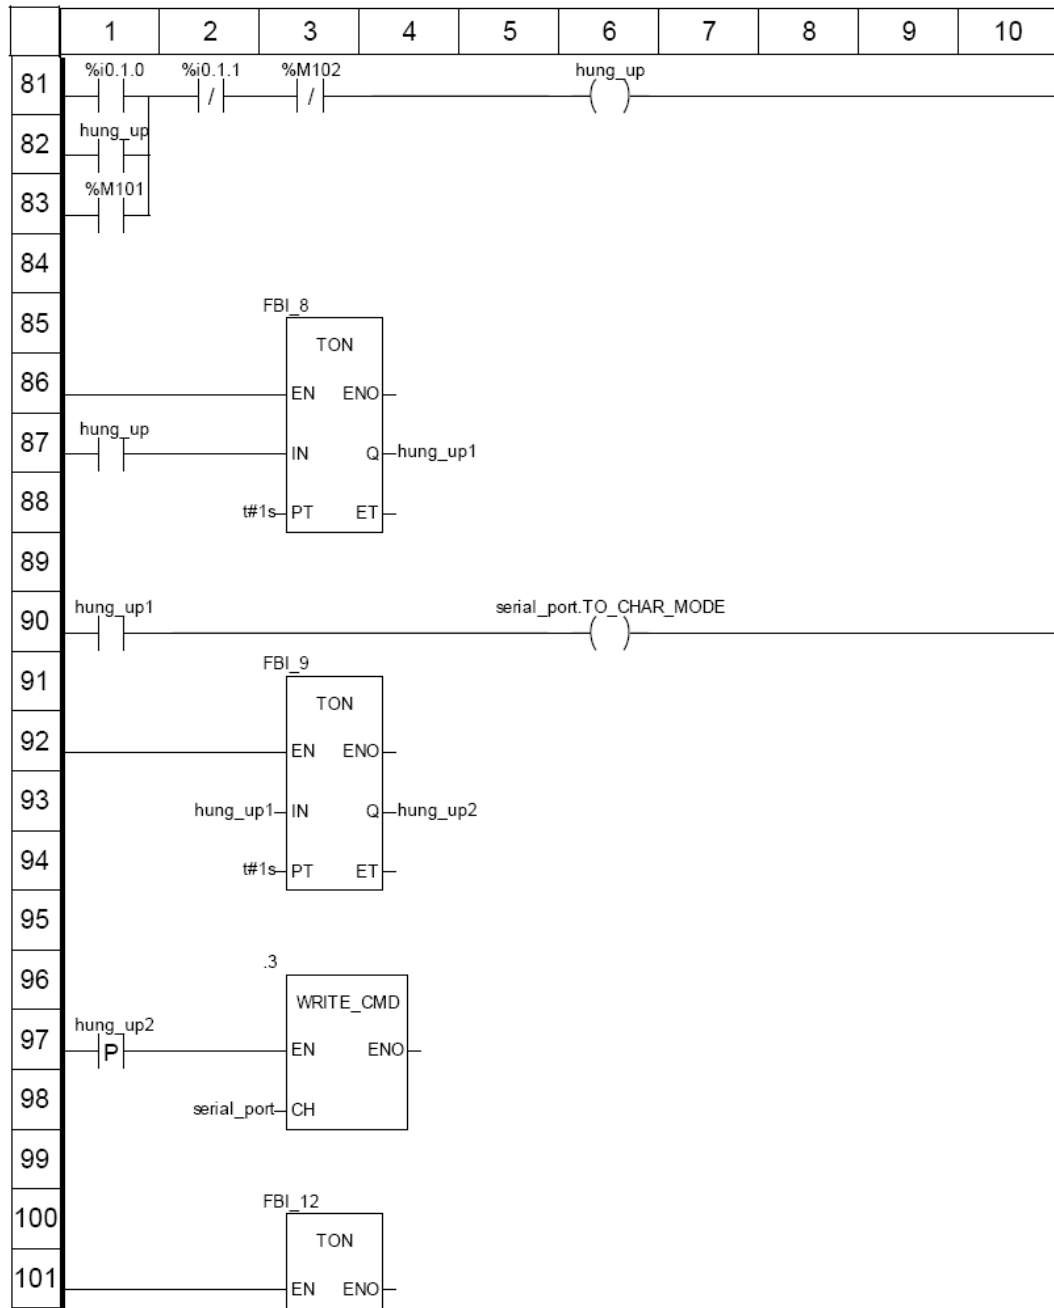 1 2 3 4 5 6 7 8 9 10
81 %i0.1.0 %i0.1.1 %M102 hung_up
/ /
82 hung_up
83 %M101
84
FBI_8
85 TON
86 EN ENO
87 hung_up IN Q hung_up1
88 t#1s PT ET
89
90 hung_up1 serial_port.TO_CHAR_MODE
FBI_9
91 TON
92 EN ENO
93 hung_up1 IN Q hung_up2
94 t#1s PT ET
95
96 .3
WRITE_CMD
97 hung_up2 P EN ENO
98 serial_port CH
99
FBI_12
100 TON
101 EN ENO